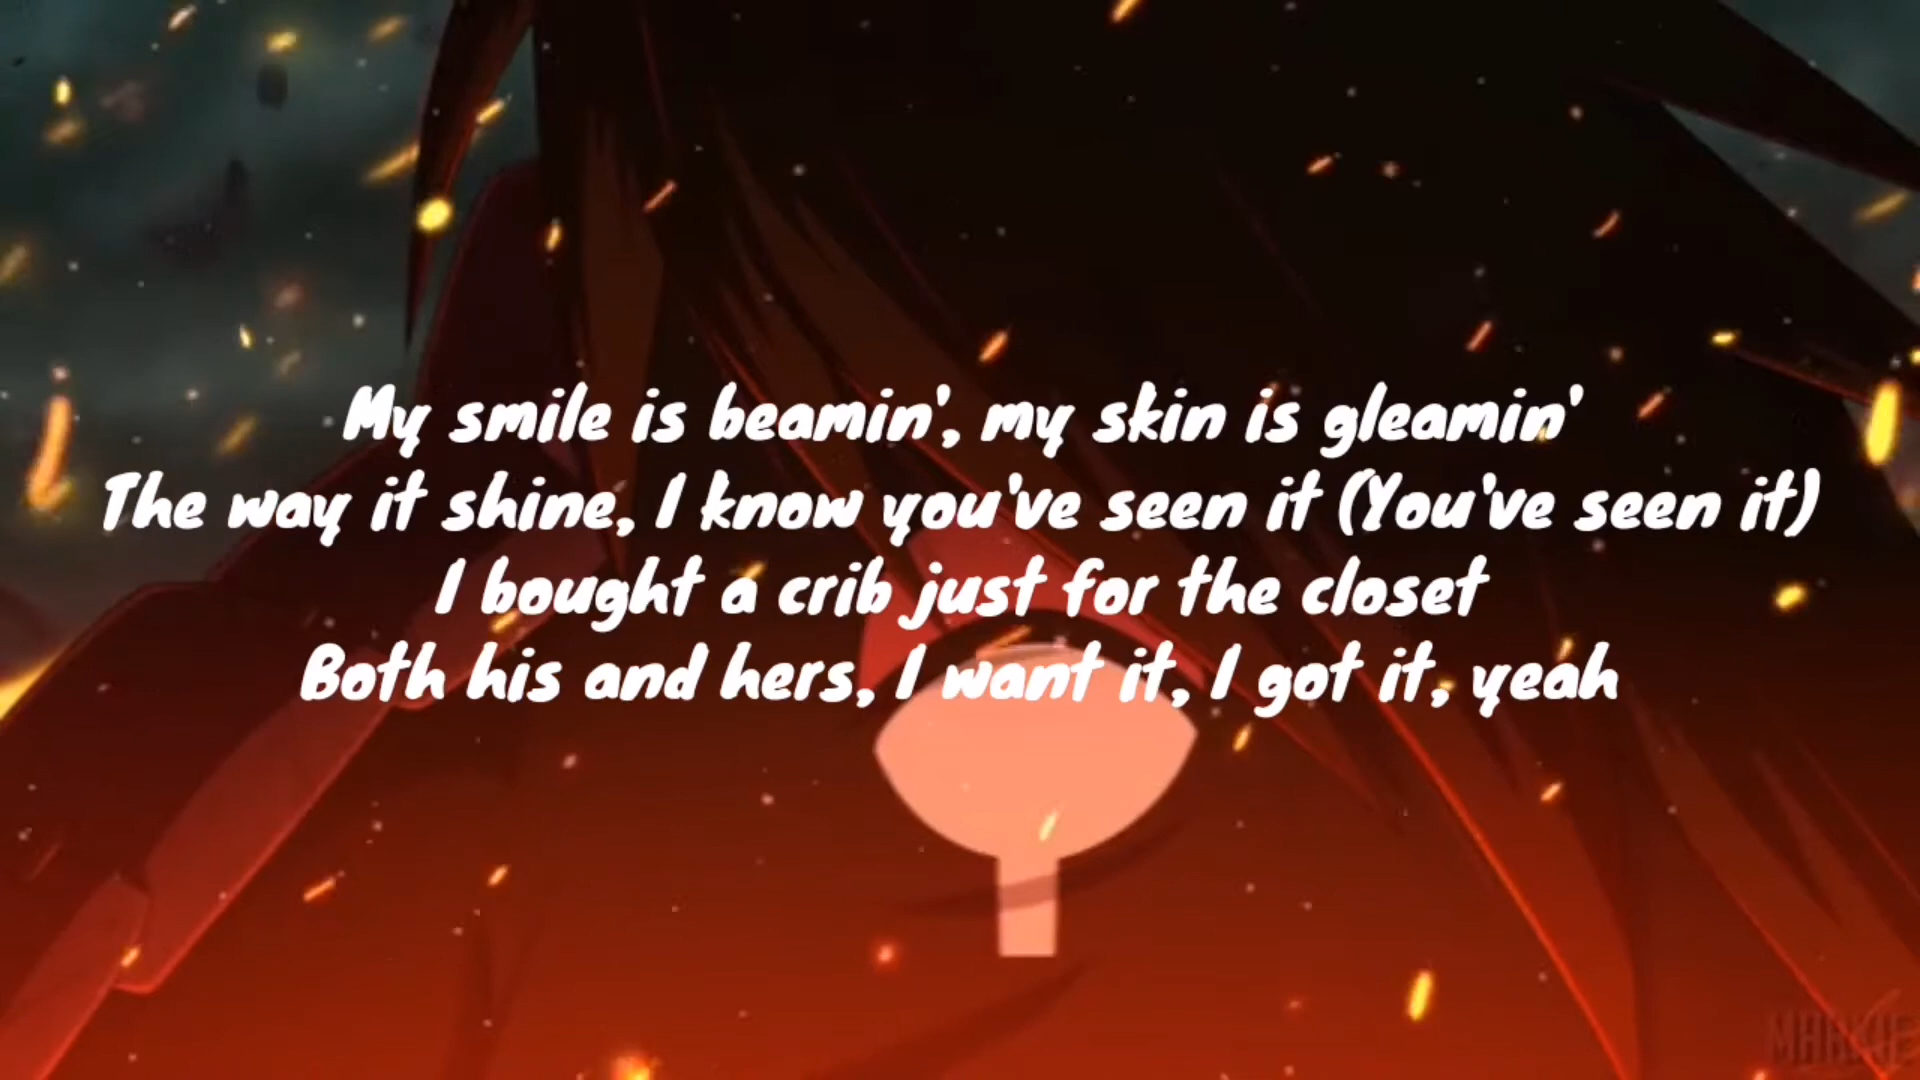 My smile is beamin', my skin is gleamin'
The way it shine, I know you've seen it (You've seen it)
I bought a crib just for the closet
Both his and hers, I want it, I got it, yeah